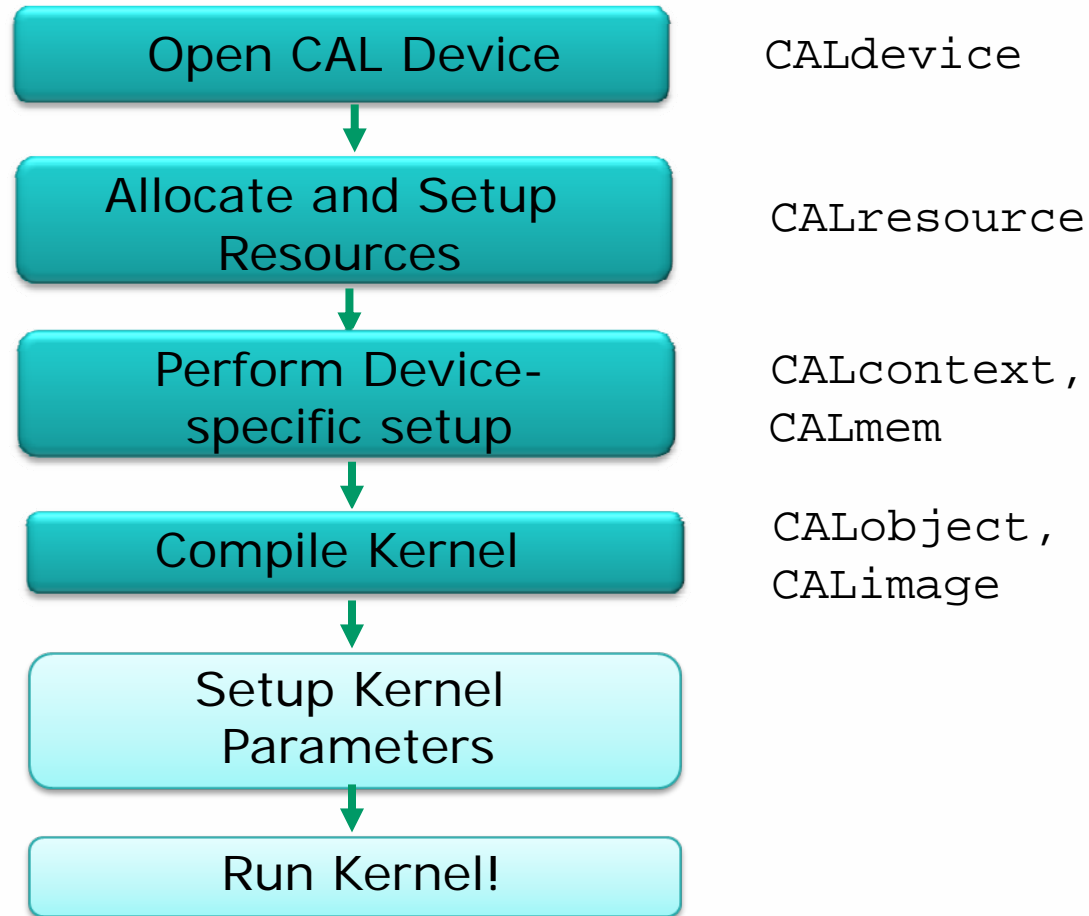 Open CAL Device
CALdevice
Allocate and Setup
Resources
CALresource
Perform Device-
specific setup
CALcontext,
CALmem
Compile Kernel
CALobject,
CALimage
Setup Kernel
Parameters
Run Kernel!